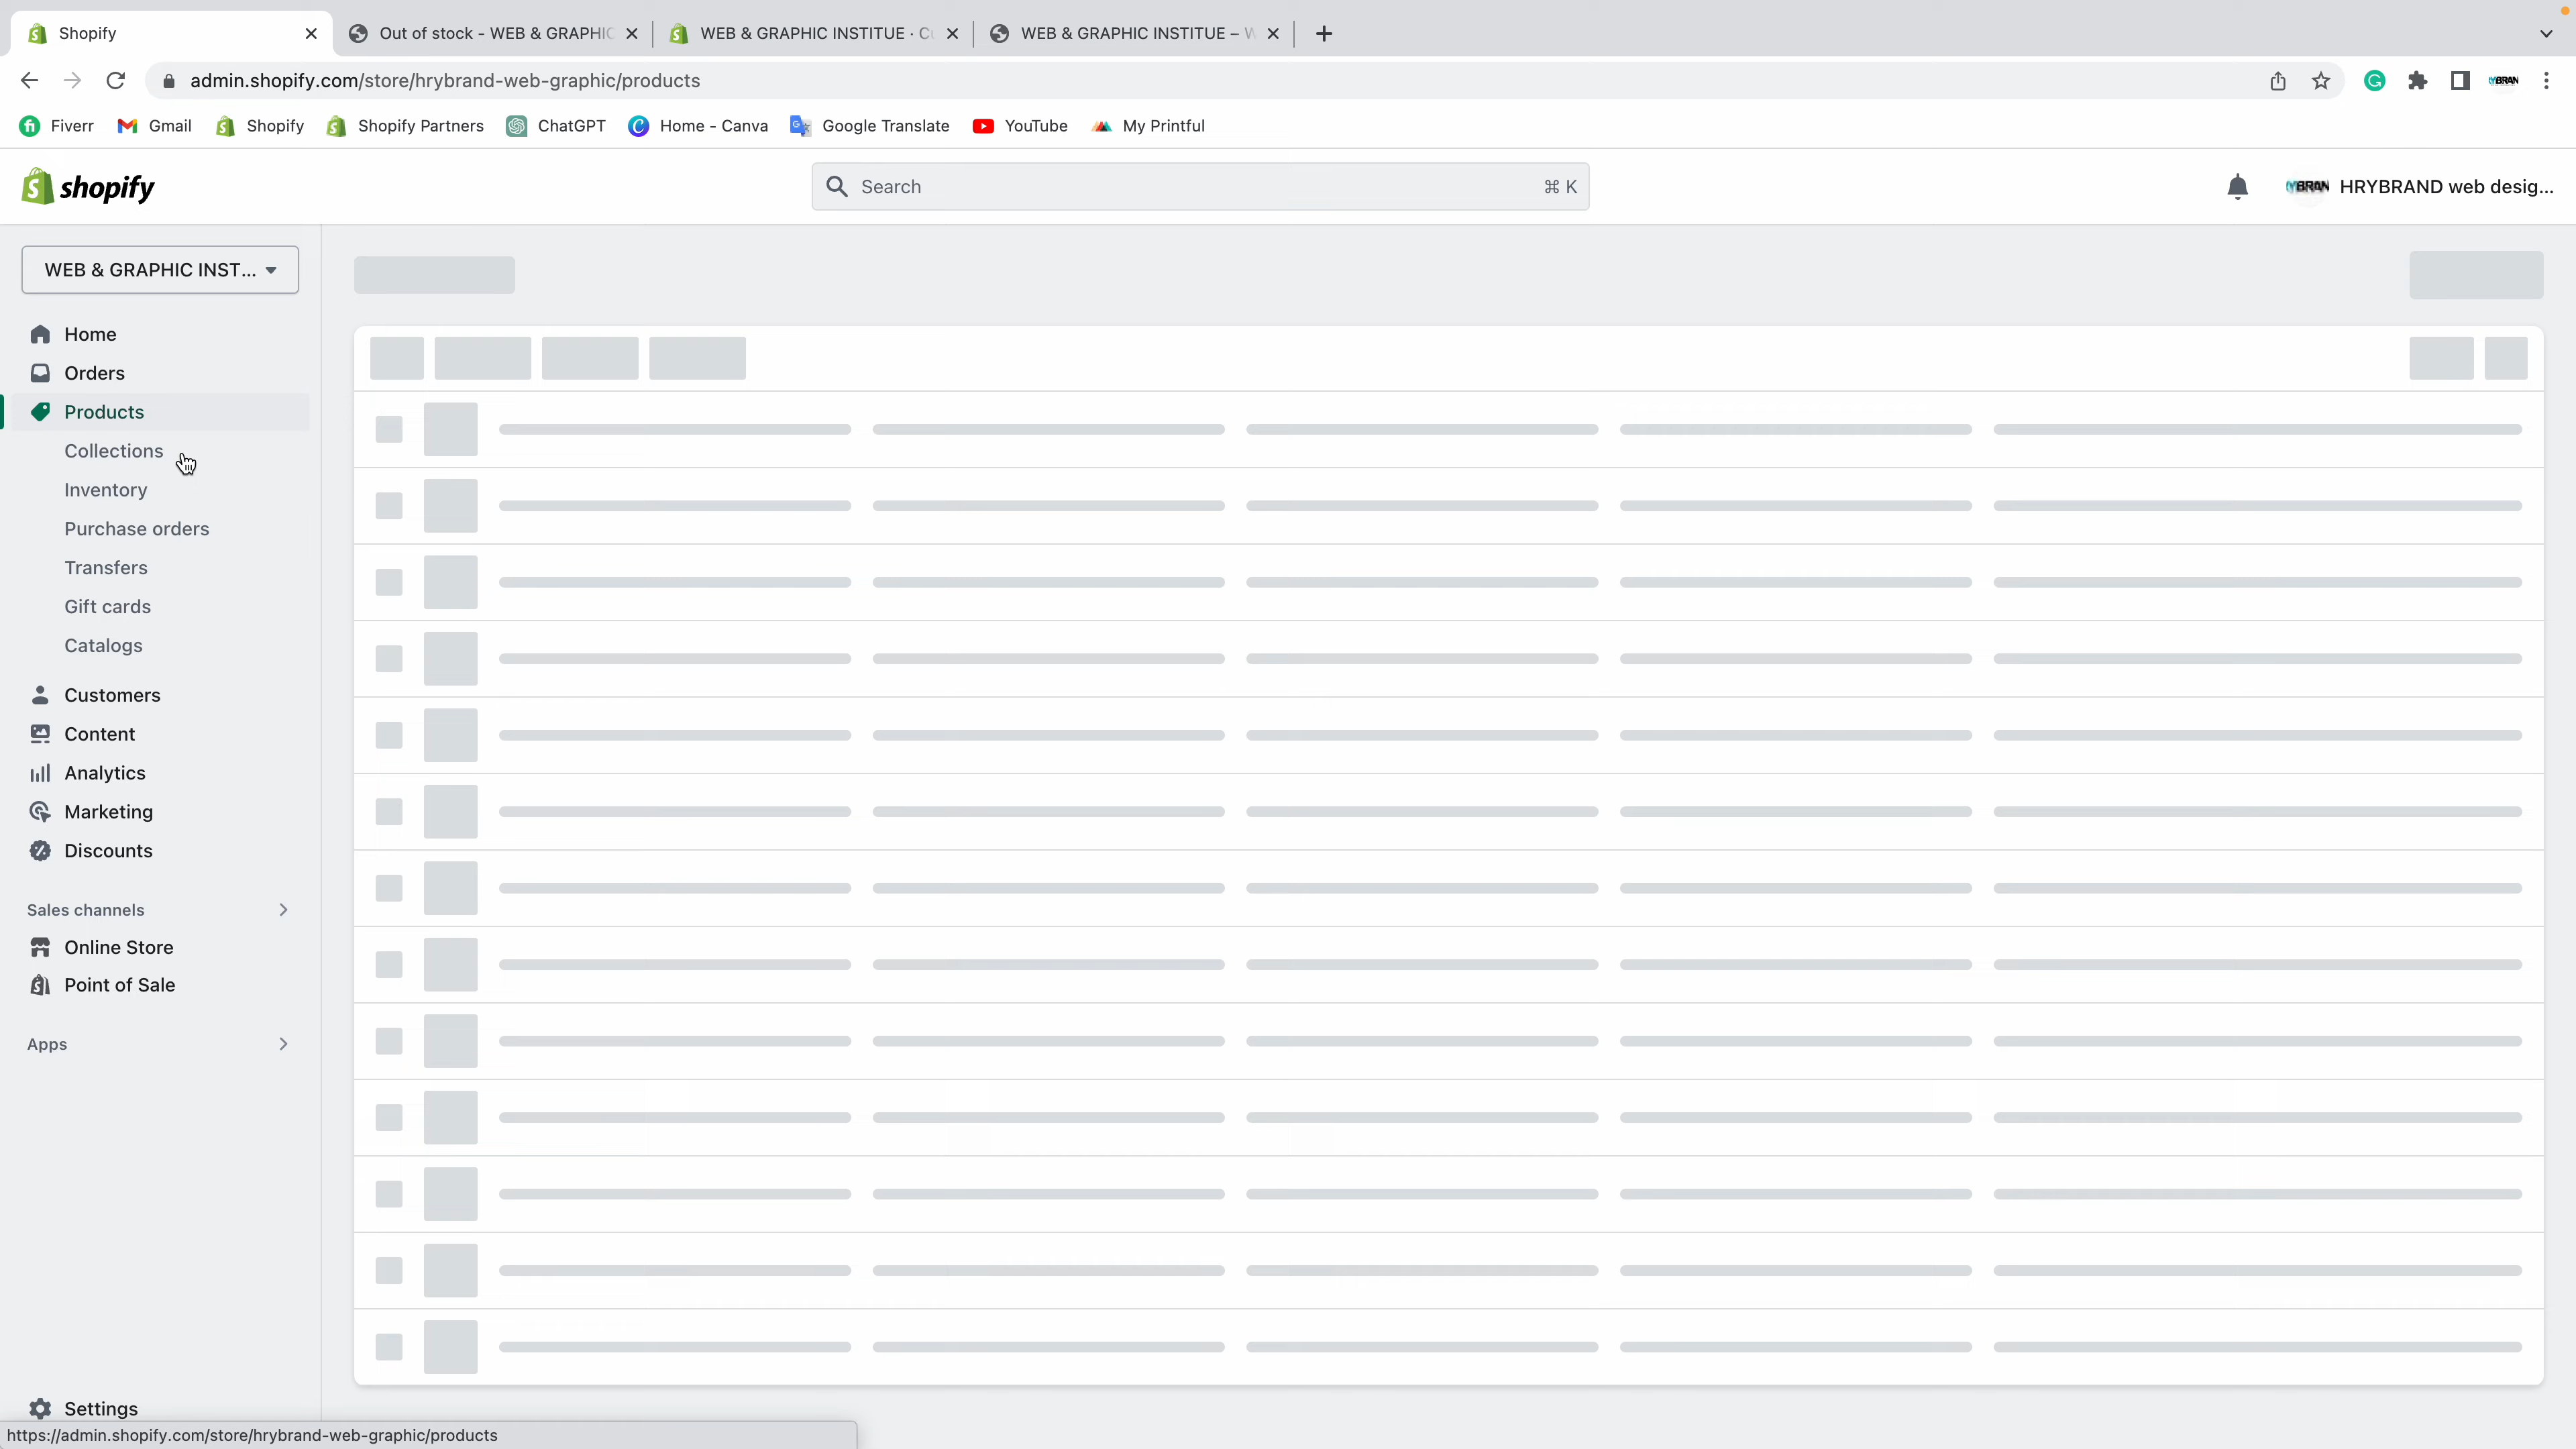 Shopify
Out of stock - WEB & GRAPHIC
WEB & GRAPHIC INSTITUE · C
WEB & GRAPHIC INSTITUE – W
admin.shopify.com/store/hrybrand-web-graphic/products
Fiverr
Gmail
Shopify
Shopify Partners
ChatGPT
Home - Canva
Google Translate
YouTube
My Printful
shopify
Search
⌘ K
HRYBRAND web desig...
WEB & GRAPHIC INST...
Home
Orders
Products
Collections
Inventory
Purchase orders
Transfers
Gift cards
Catalogs
Customers
Content
Analytics
Marketing
Discounts
Sales channels
Online Store
Point of Sale
Apps
Settings
https://admin.shopify.com/store/hrybrand-web-graphic/products